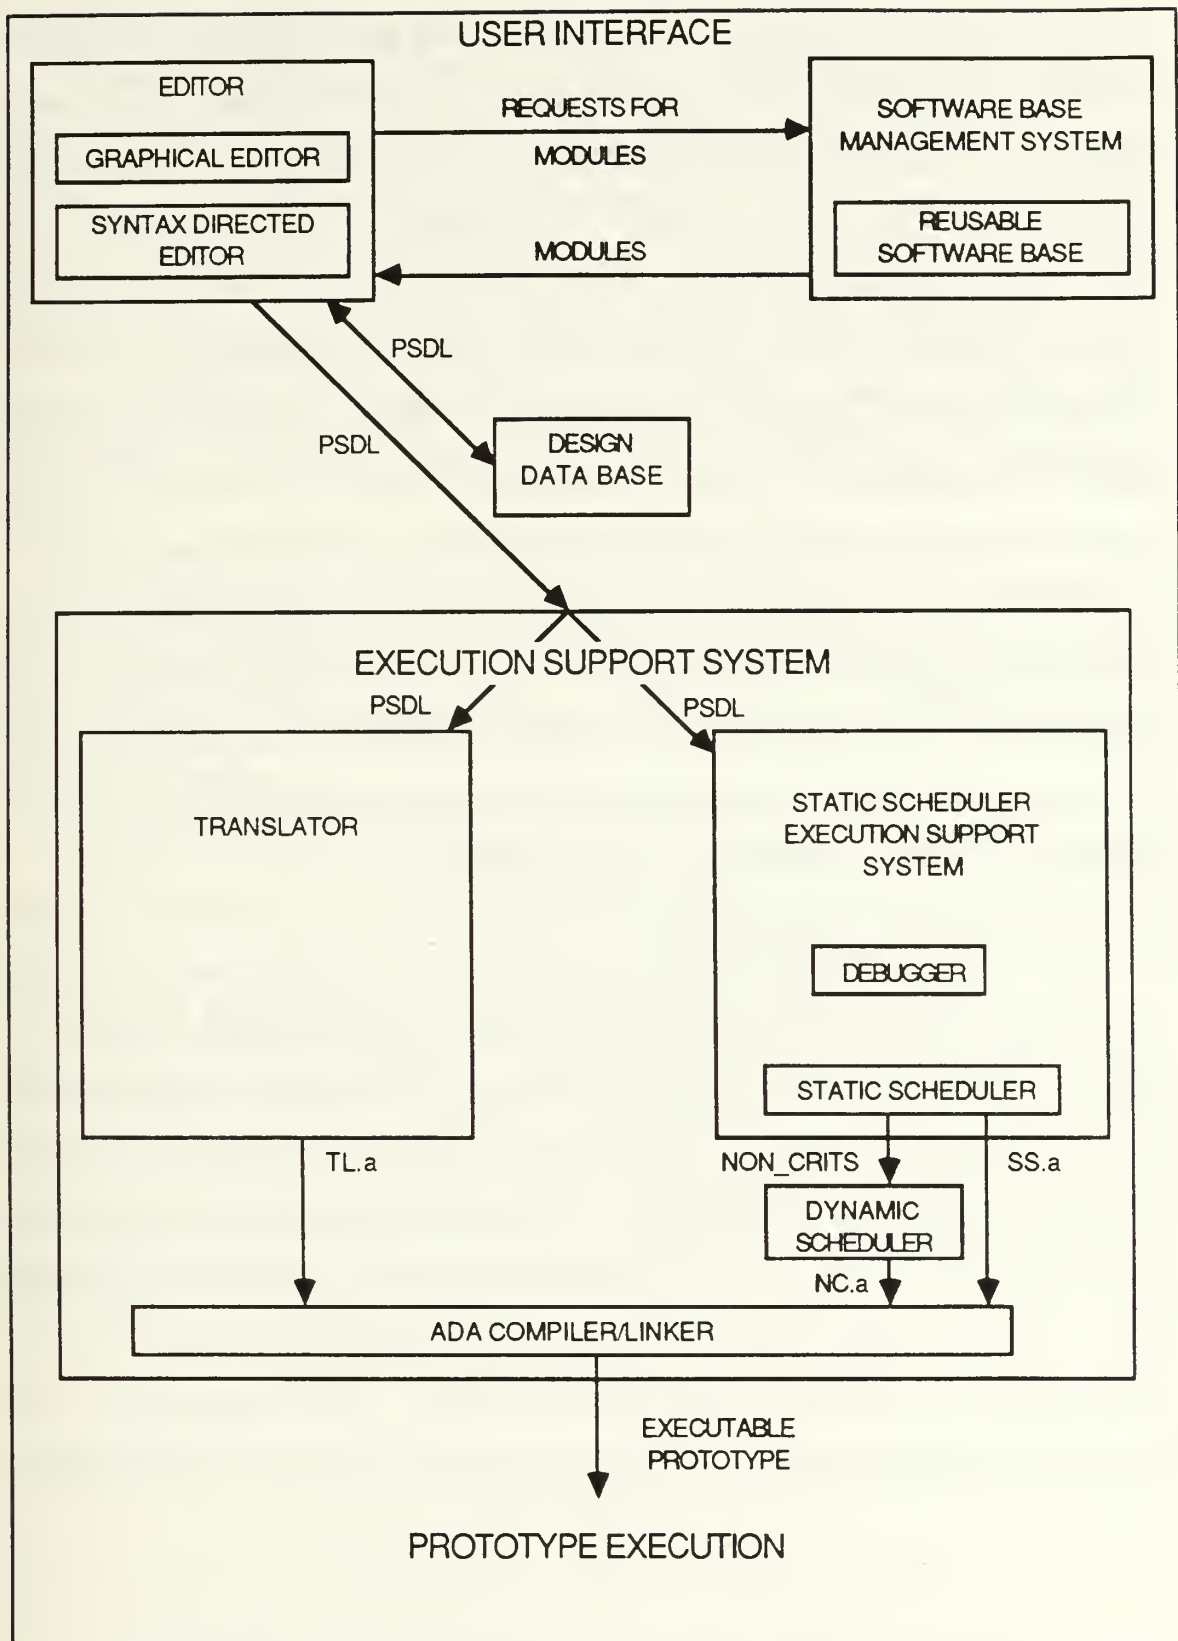 USER INTERFACE
EDITOR
GRAPHICAL EDITOR
SYNTAX DIRECTED
EDITOR
REQUESTS FOR
MODULES
MODULES
SOFTWARE BASE
MANAGEMENT SYSTEM
REUSABLE
SOFTWARE BASE
PSDL
PSDL
DESIGN
DATA BASE
EXECUTION SUPPORT SYSTEM
PSDL
PSDL
TRANSLATOR
STATIC SCHEDULER
EXECUTION SUPPORT
SYSTEM
DEBUGGER
STATIC SCHEDULER
TL.a
NON_CRITS
SS.a
DYNAMIC
SCHEDULER
NC.a
ADA COMPILER/LINKER
EXECUTABLE
PROTOTYPE
PROTOTYPE EXECUTION